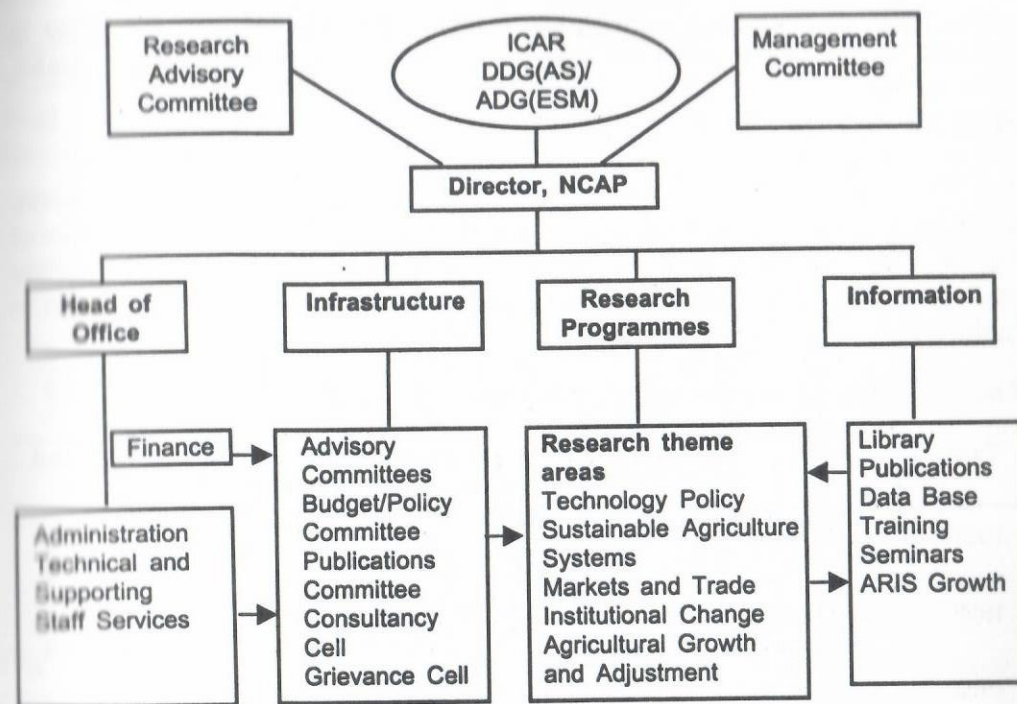 Research
Advisory
Committee
ICAR
DDG(AS)/
ADG(ESM)
Management
Committee
Director, NCAP
Head of
Office
Infrastructure
Research
Programmes
Information
Finance
Administration
Technical and
Supporting
Staff Services
Advisory
Committees
Budget/Policy
Committee
Publications
Committee
Consultancy
Cell
Grievance Cell
Research theme
areas
Technology Policy
Sustainable Agriculture
Systems
Markets and Trade
Institutional Change
Agricultural Growth
and Adjustment
Library
Publications
Data Base
Training
Seminars
ARIS Growth